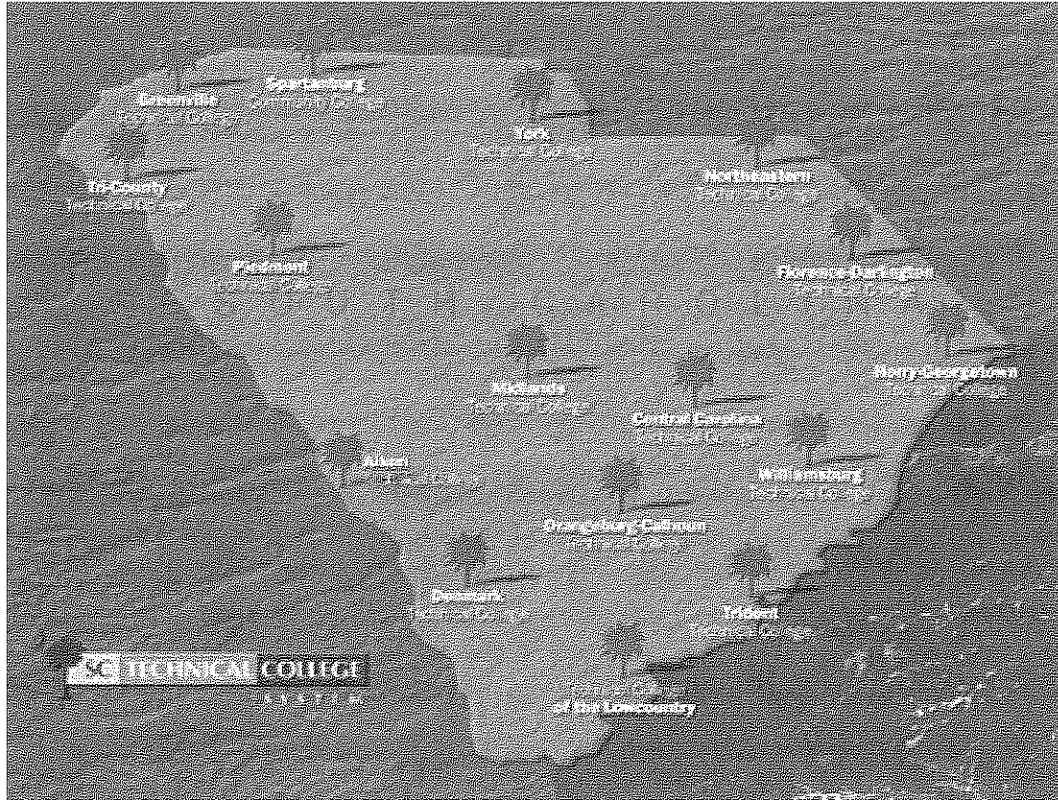 Spartanburg
Community College
Greenville
Technical College
York
Technical College
Tri-County
Technical College
Northeastern
Technical College
Piedmont
Technical College
Florence-Darlington
Technical College
Horry-Georgetown
Technical College
Midlands
Technical College
Central Carolina
Technical College
Aiken
Technical College
Williamsburg
Technical College
Orangeburg-Calhoun
Technical College
Denmark
Technical College
Trident
Technical College
Technical College
of the Lowcountry
SC TECHNICAL COLLEGE
SYSTEM